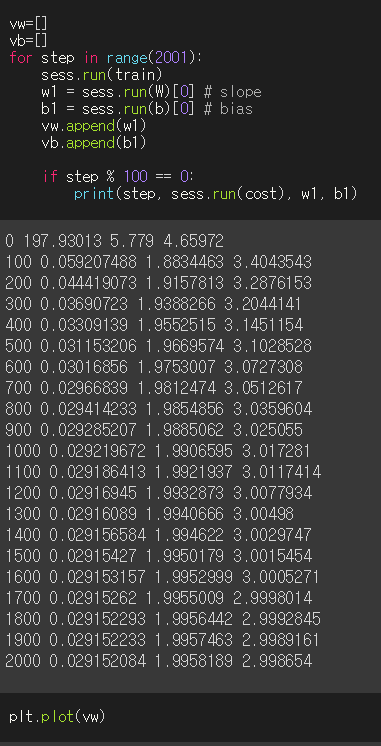 vw=[]
vb=[]
for step in range(2001):
    sess.run(train)
    w1 = sess.run(W)[0] # slope
    b1 = sess.run(b)[0] # bias
    vw.append(w1)
    vb.append(b1)
    if step % 100 == 0:
        print(step, sess.run(cost), w1, b1)
0 197.93013 5.779 4.65972
100 0.059207488 1.8834463 3.4043543
200 0.044419073 1.9157813 3.2876153
300 0.03690723 1.9388266 3.2044141
400 0.03309139 1.9552515 3.1451154
500 0.031153206 1.9669574 3.1028528
600 0.03016856 1.9753007 3.0727308
700 0.02966839 1.9812474 3.0512617
800 0.029414233 1.9854856 3.0359604
900 0.029285207 1.9885062 3.025055
1000 0.029219672 1.9906595 3.017281
1100 0.029186413 1.9921937 3.0117414
1200 0.02916945 1.9932873 3.0077934
1300 0.02916089 1.9940666 3.00498
1400 0.029156584 1.994622 3.0029747
1500 0.02915427 1.9950179 3.0015454
1600 0.029153157 1.9952999 3.0005271
1700 0.02915262 1.9955009 2.9998014
1800 0.029152293 1.9956442 2.9992845
1900 0.029152233 1.9957463 2.9989161
2000 0.029152084 1.9958189 2.998654
plt.plot(vw)